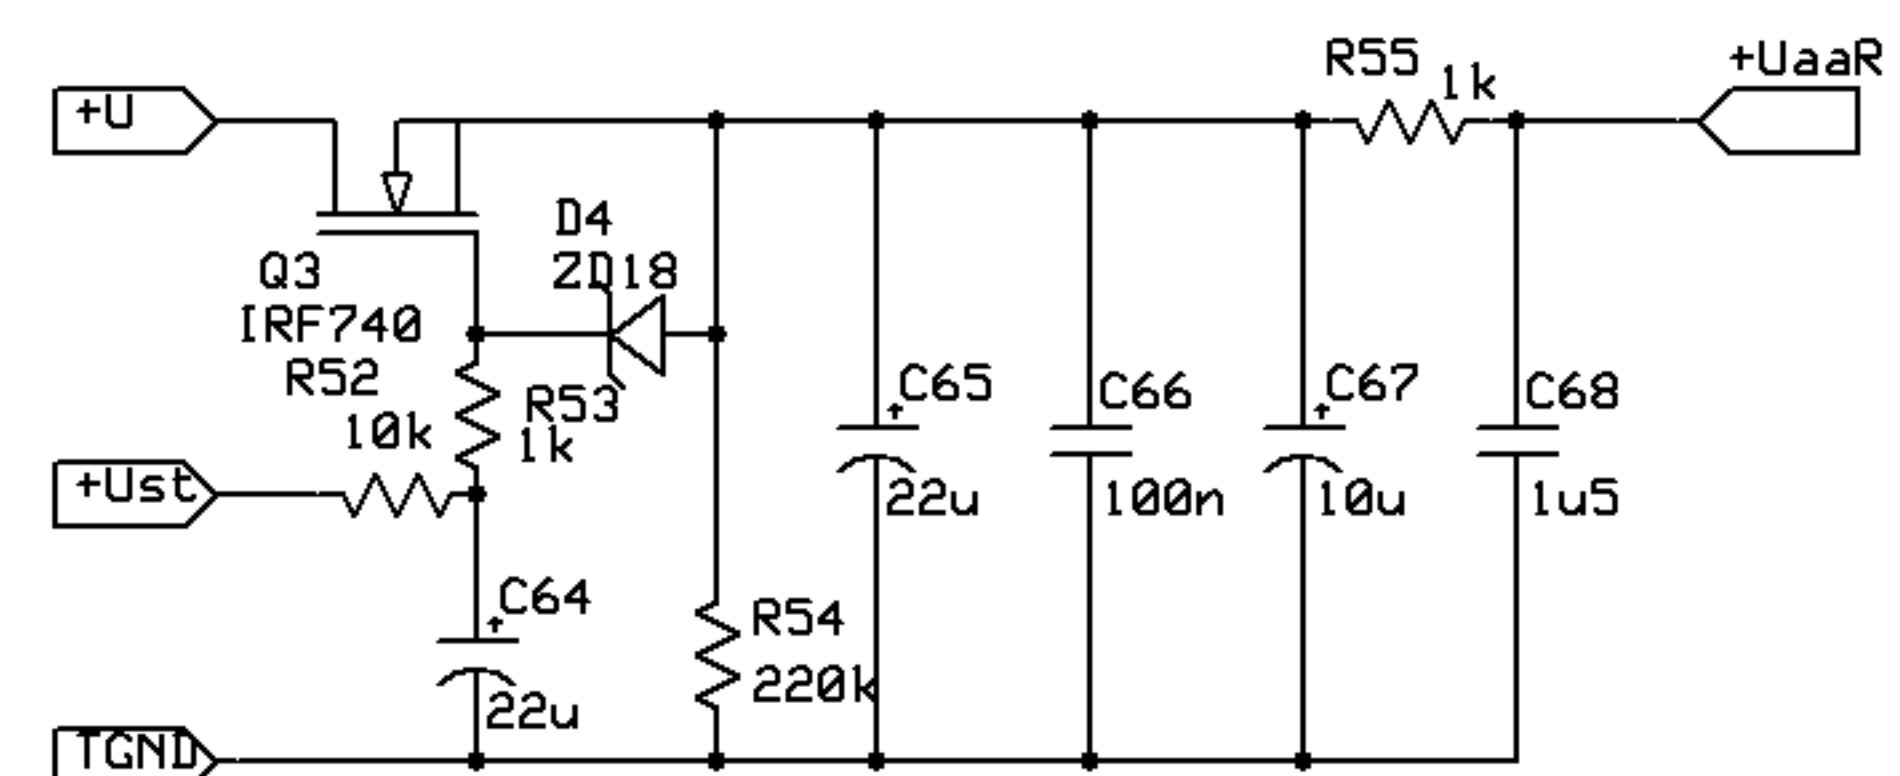 +U
R55
1k
+UaaR
D4
ZD18
Q3
IRF740
R52
10k
R53
1k
+Ust
C65
22u
C66
100n
C67
10u
C68
1u5
C64
22u
R54
220k
TGND